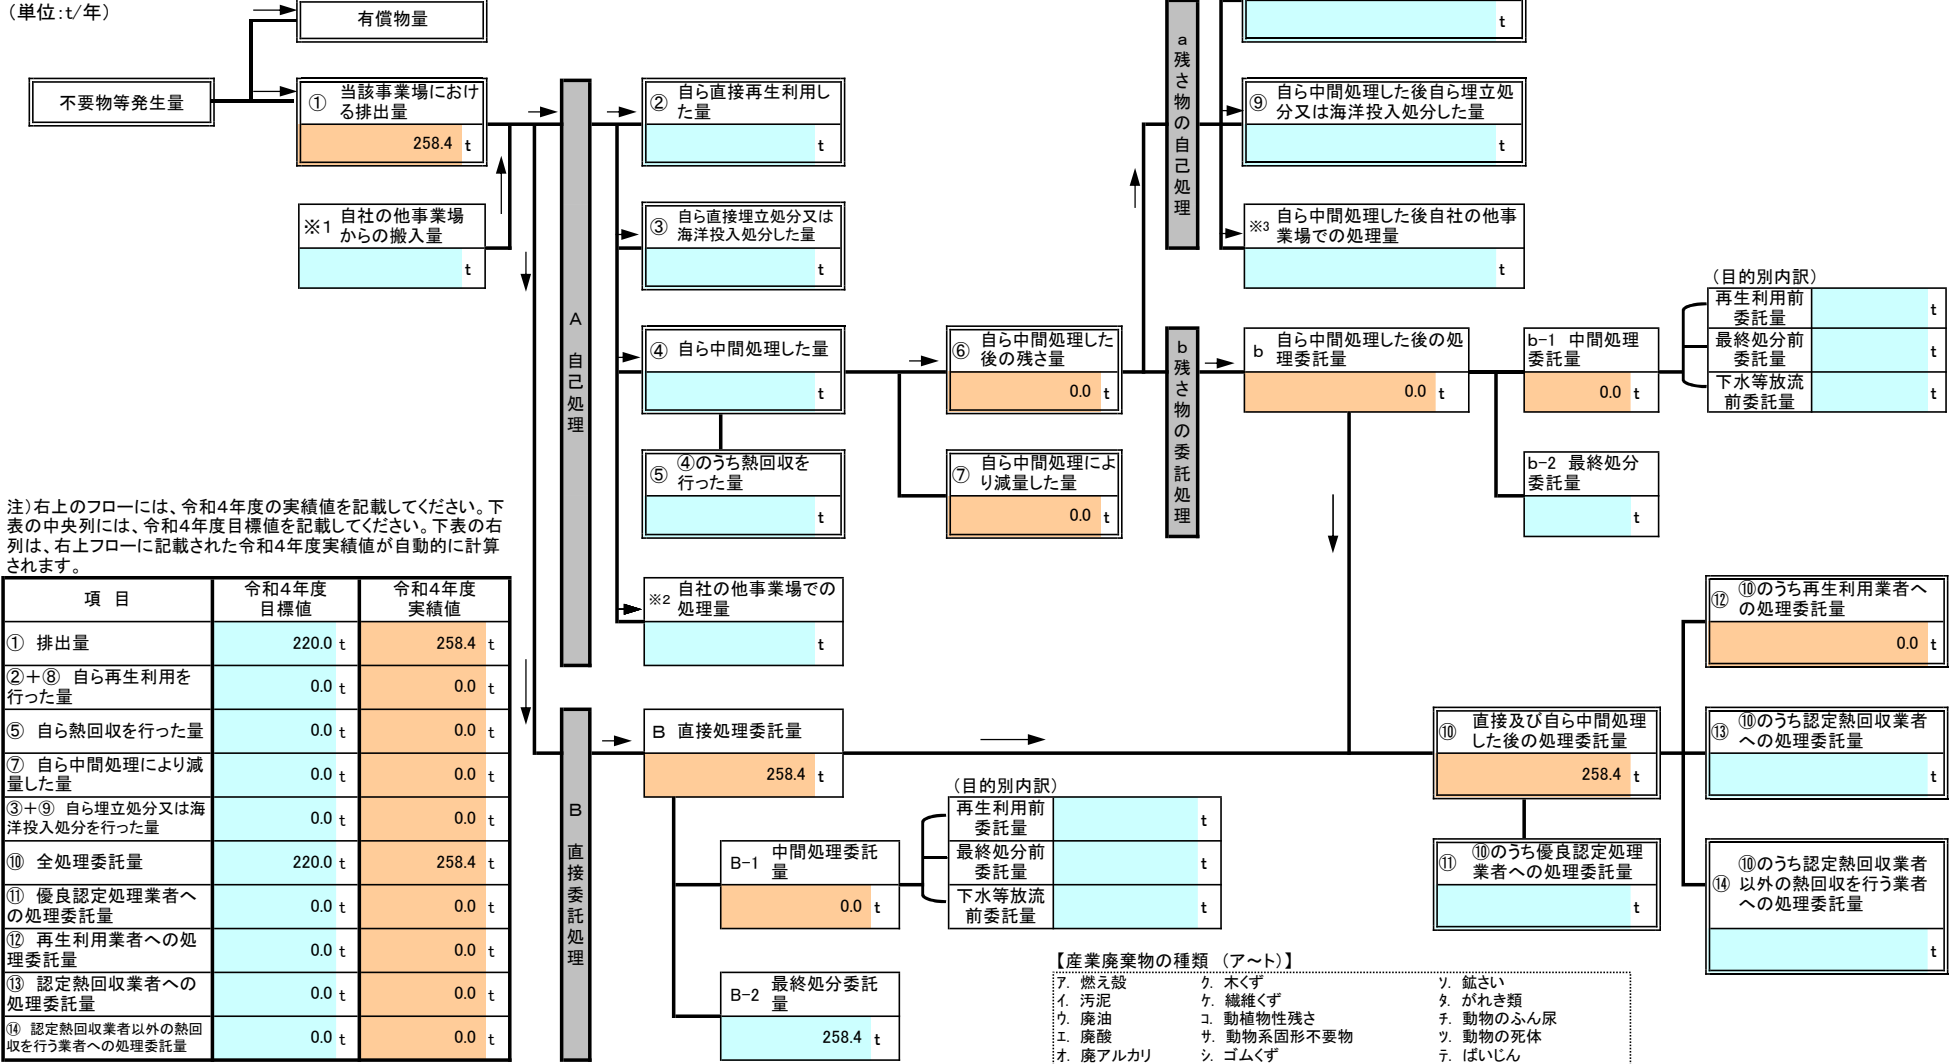 (単位:t/年)
有償物量
不要物等発生量
① 当該事業場におけ
る排出量
258.4 t
※1 自社の他事業場
からの搬入量
t
A 自己処理
② 自ら直接再生利用し
た量
t
③ 自ら直接埋立処分又は
海洋投入処分した量
t
④ 自ら中間処理した量
t
⑤ ④のうち熱回収を
行った量
t
※2 自社の他事業場での
処理量
t
⑥ 自ら中間処理した
後の残さ量
0.0 t
⑦ 自ら中間処理によ
り減量した量
0.0 t
a 残さ物の自己処理
t
⑨ 自ら中間処理した後自ら埋立処
分又は海洋投入処分した量
t
※3 自ら中間処理した後自社の他事
業場での処理量
t
b 残さ物の委託処理
b 自ら中間処理した後の処
理委託量
0.0 t
b-1 中間処理
委託量
0.0 t
b-2 最終処分
委託量
t
(目的別内訳)
再生利用前
委託量 t
最終処分前
委託量 t
下水等放流
前委託量 t
注)右上のフローには、令和4年度の実績値を記載してください。下
表の中央列には、令和4年度目標値を記載してください。下表の右
列は、右上フローに記載された令和4年度実績値が自動的に計算
されます。
項 目 令和4年度
目標値 令和4年度
実績値
① 排出量 220.0 t 258.4 t
②+⑧ 自ら再生利用を
行った量 0.0 t 0.0 t
⑤ 自ら熱回収を行った量 0.0 t 0.0 t
⑦ 自ら中間処理により減
量した量 0.0 t 0.0 t
③+⑨ 自ら埋立処分又は海
洋投入処分を行った量 0.0 t 0.0 t
⑩ 全処理委託量 220.0 t 258.4 t
⑪ 優良認定処理業者へ
の処理委託量 0.0 t 0.0 t
⑫ 再生利用業者への処
理委託量 0.0 t 0.0 t
⑬ 認定熱回収業者への
処理委託量 0.0 t 0.0 t
⑭ 認定熱回収業者以外の熱回
収を行う業者への処理委託量 0.0 t 0.0 t
B 直接委託処理
B 直接処理委託量
258.4 t
B-1 中間処理委託
量
0.0 t
B-2 最終処分委託
量
258.4 t
(目的別内訳)
再生利用前
委託量 t
最終処分前
委託量 t
下水等放流
前委託量 t
⑩ 直接及び自ら中間処理
した後の処理委託量
258.4 t
⑪ ⑩のうち優良認定処理
業者への処理委託量
t
⑫ ⑩のうち再生利用業者へ
の処理委託量
0.0 t
⑬ ⑩のうち認定熱回収業者
への処理委託量
t
⑭ ⑩のうち認定熱回収業者
以外の熱回収を行う業者
への処理委託量
t
【産業廃棄物の種類 (ア~ト)】
ア. 燃え殻 ク. 木くず ソ. 鉱さい
イ. 汚泥 ケ. 繊維くず タ. がれき類
ウ. 廃油 コ. 動植物性残さ チ. 動物のふん尿
エ. 廃酸 サ. 動物系固形不要物 ツ. 動物の死体
オ. 廃アルカリ シ. ゴムくず テ. ばいじん